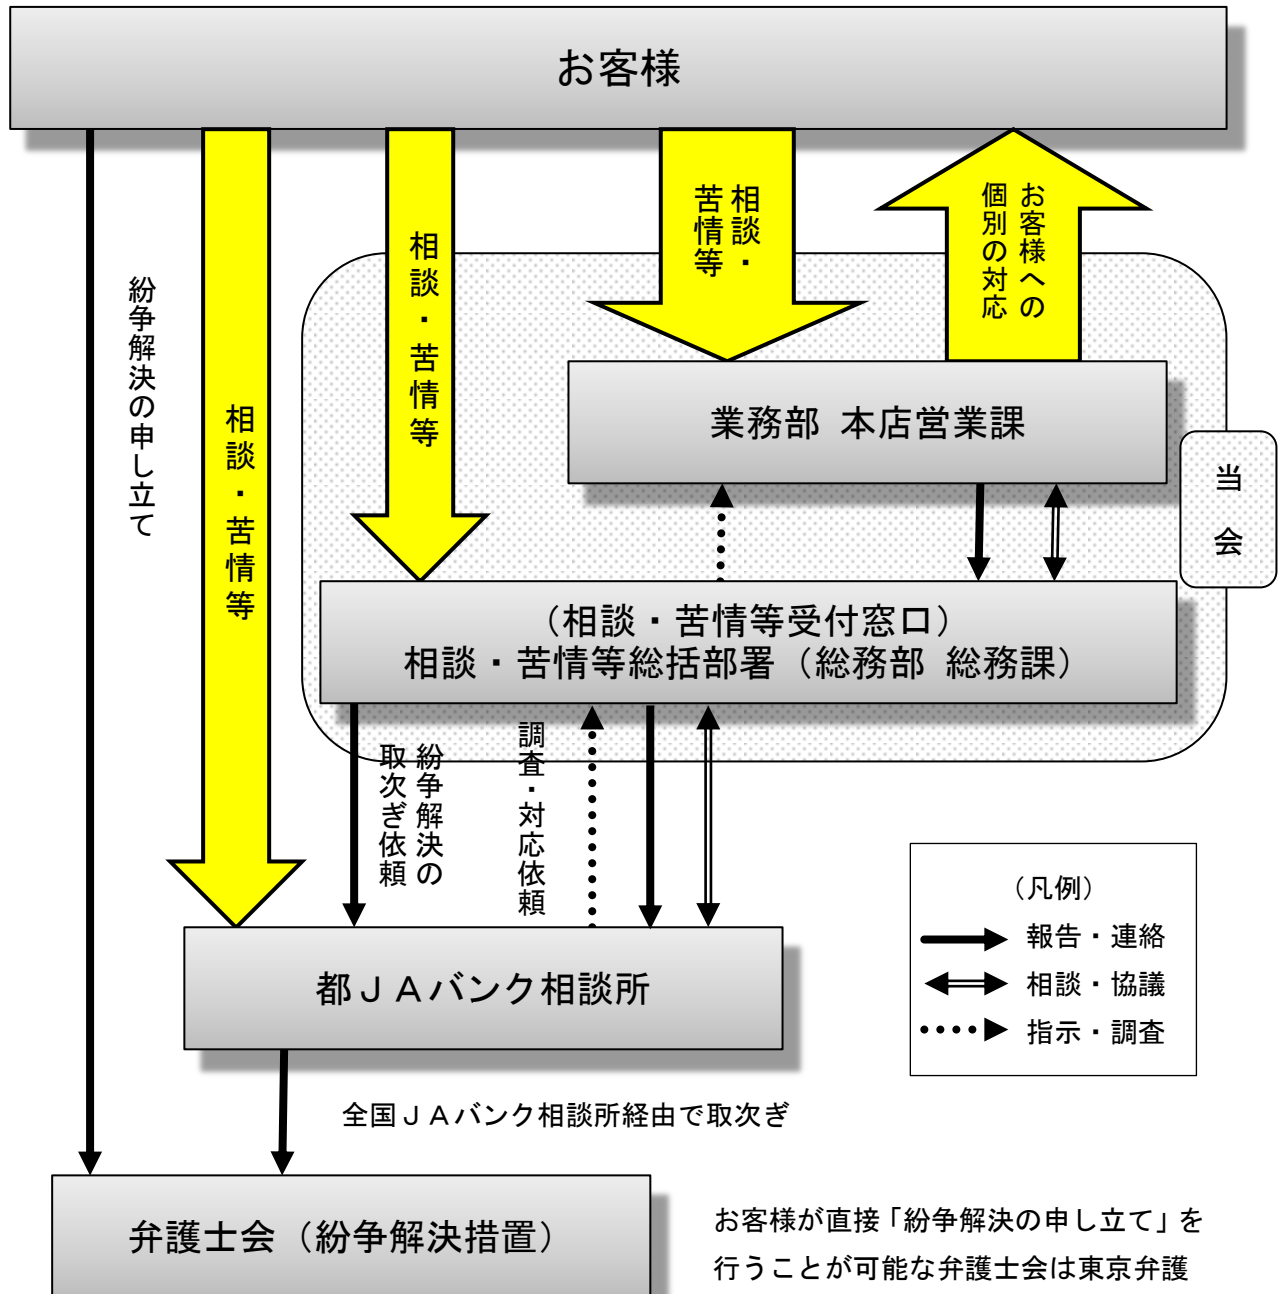 お客様
紛争解決の申し立て
相談・苦情等
相談・苦情等
相談・
苦情等
お客様への
個別の対応
業務部 本店営業課
当
会
（相談・苦情等受付窓口）
相談・苦情等総括部署（総務部 総務課）
紛争解決の
取次ぎ依頼
調査・対応依頼
（凡例）
報告・連絡
相談・協議
指示・調査
都ＪＡバンク相談所
全国ＪＡバンク相談所経由で取次ぎ
弁護士会（紛争解決措置）
お客様が直接「紛争解決の申し立て」を
行うことが可能な弁護士会は東京弁護